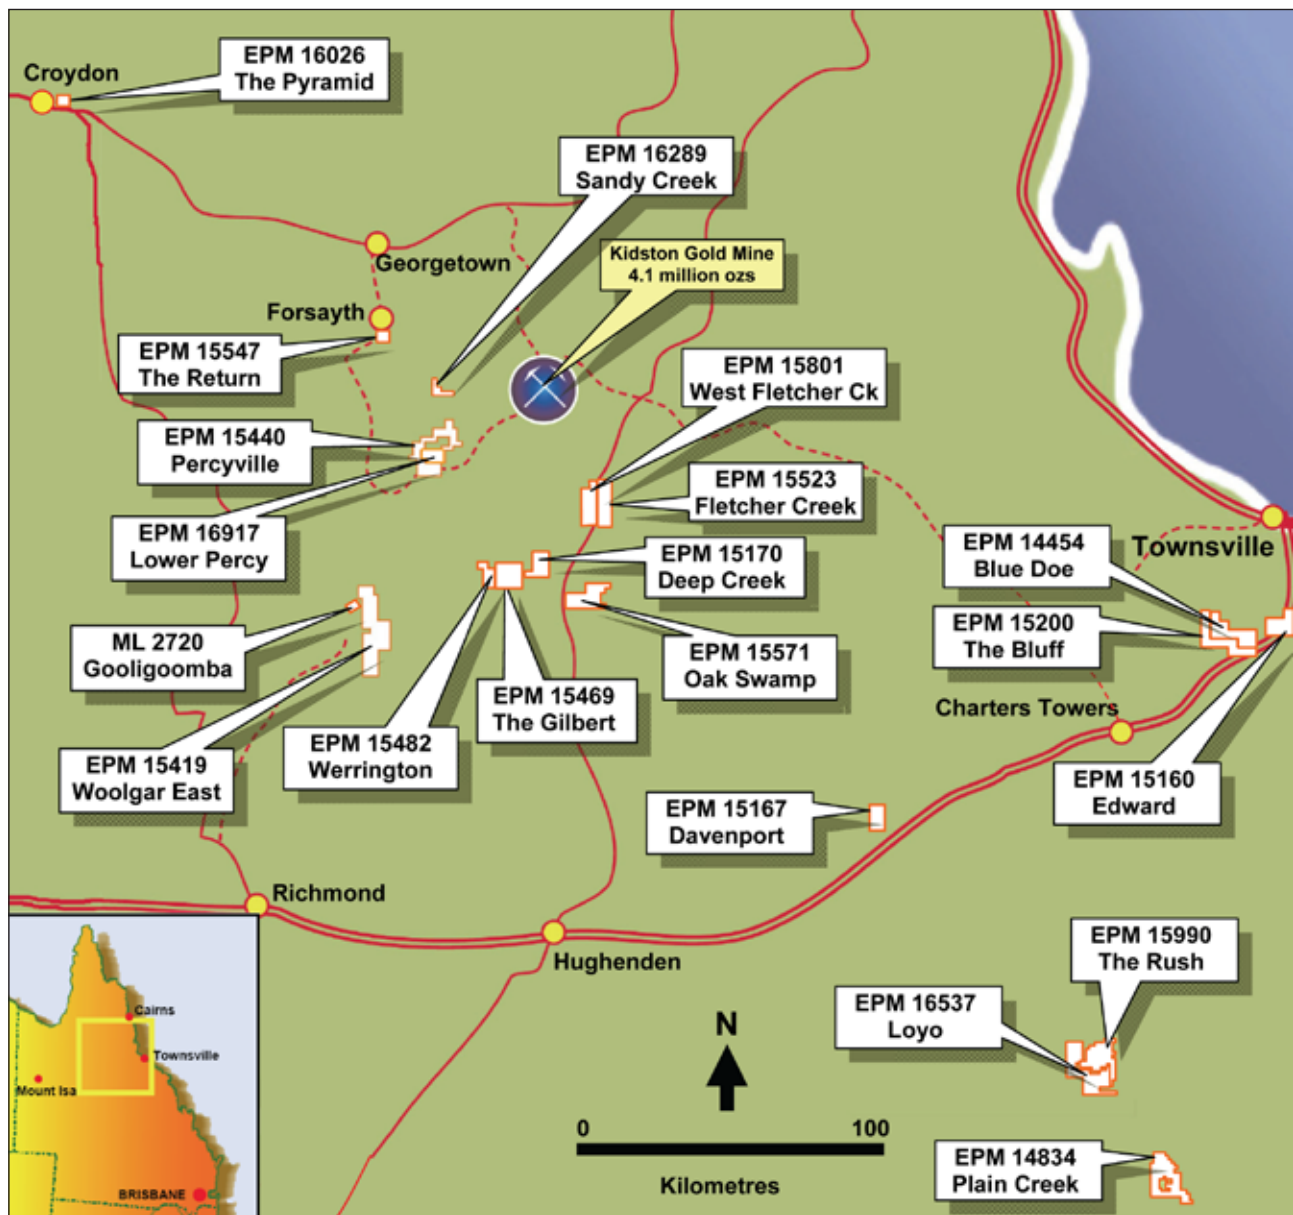 EPM 16026
The Pyramid
Croydon
EPM 16289
Sandy Creek
Kidston Gold Mine
4.1 million ozs
Georgetown
Forsayth
EPM 15547
The Return
EPM 15801
West Fletcher Ck
EPM 15440
Percyville
EPM 15523
Fletcher Creek
EPM 16917
Lower Percy
EPM 15170
Deep Creek
EPM 14454
Blue Doe
Townsville
EPM 15200
The Bluff
ML 2720
Gooligoomba
EPM 15571
Oak Swamp
EPM 15469
The Gilbert
Charters Towers
EPM 15482
Werrington
EPM 15419
Woolgar East
EPM 15160
Edward
EPM 15167
Davenport
Richmond
Hughenden
EPM 15990
The Rush
EPM 16537
Loyo
N
Cairns
Townsville
Mount Isa
BRISBANE
0 100
Kilometres
EPM 14834
Plain Creek